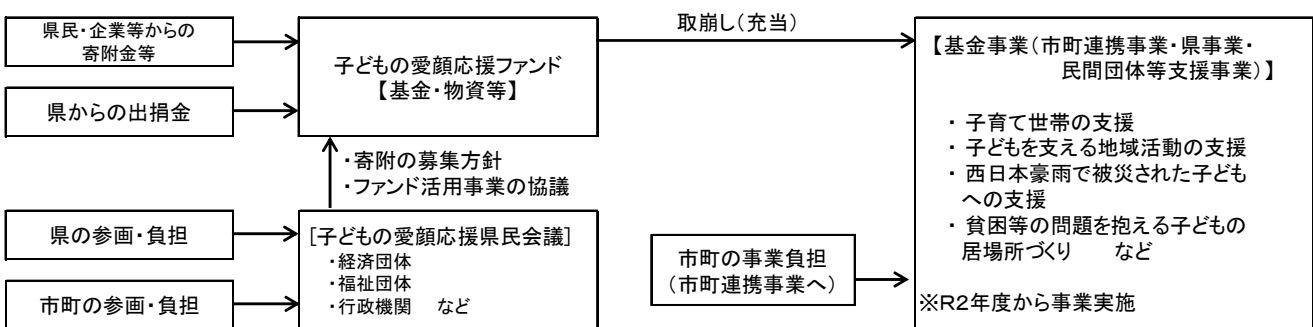 県民・企業等からの
寄附金等
県からの出捐金
子どもの愛顔応援ファンド
【基金・物資等】
取崩し(充当)
・寄附の募集方針
・ファンド活用事業の協議
県の参画・負担
市町の参画・負担
[子どもの愛顔応援県民会議]
・経済団体
・福祉団体
・行政機関 など
市町の事業負担
(市町連携事業へ)
【基金事業(市町連携事業・県事業・
民間団体等支援事業)】
・ 子育て世帯の支援
・ 子どもを支える地域活動の支援
・ 西日本豪雨で被災された子ども
への支援
・ 貧困等の問題を抱える子どもの
居場所づくり など
※R2年度から事業実施